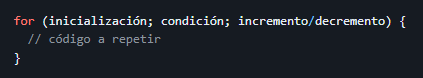 for (inicialización; condición; incremento/decremento) {
// código a repetir
}